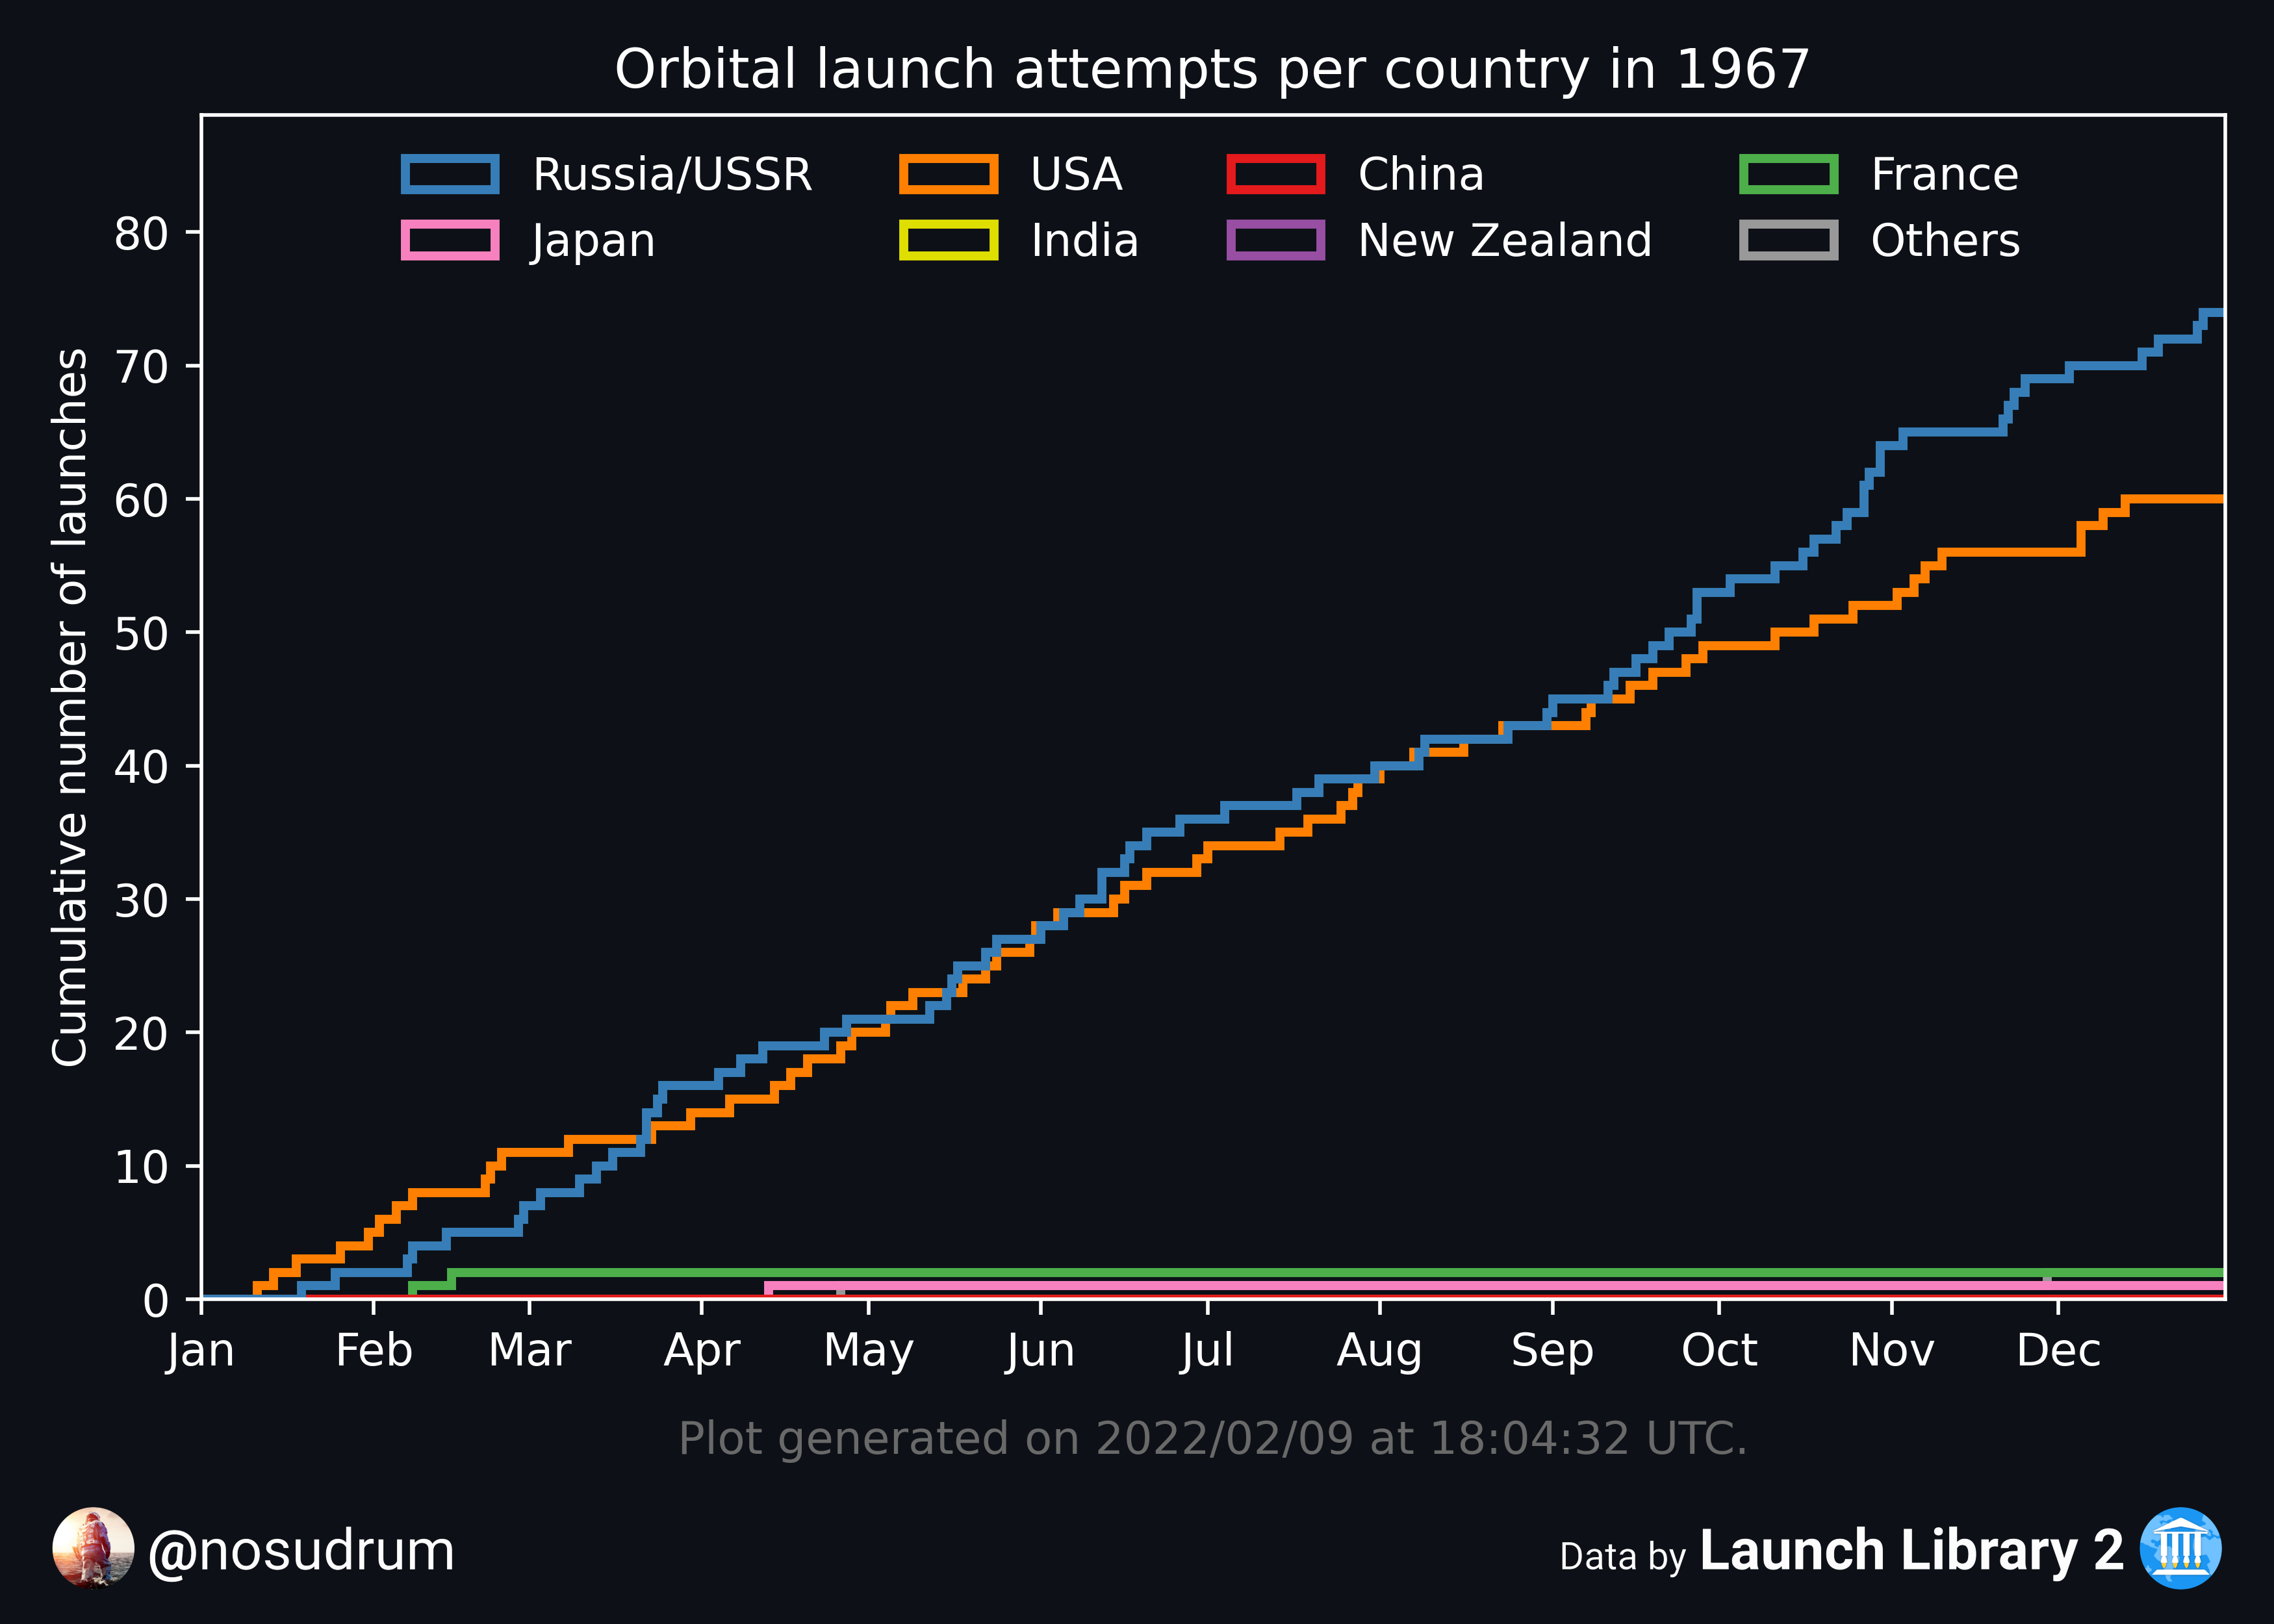 Orbital launch attempts per country in 1967
Russia/USSR USA China France
Japan India New Zealand Others
Cumulative number of launches
80
70
60
50
40
30
20
10
0
Jan Feb Mar Apr May Jun Jul Aug Sep Oct Nov Dec
Plot generated on 2022/02/09 at 18:04:32 UTC.
@nosudrum
Data by Launch Library 2